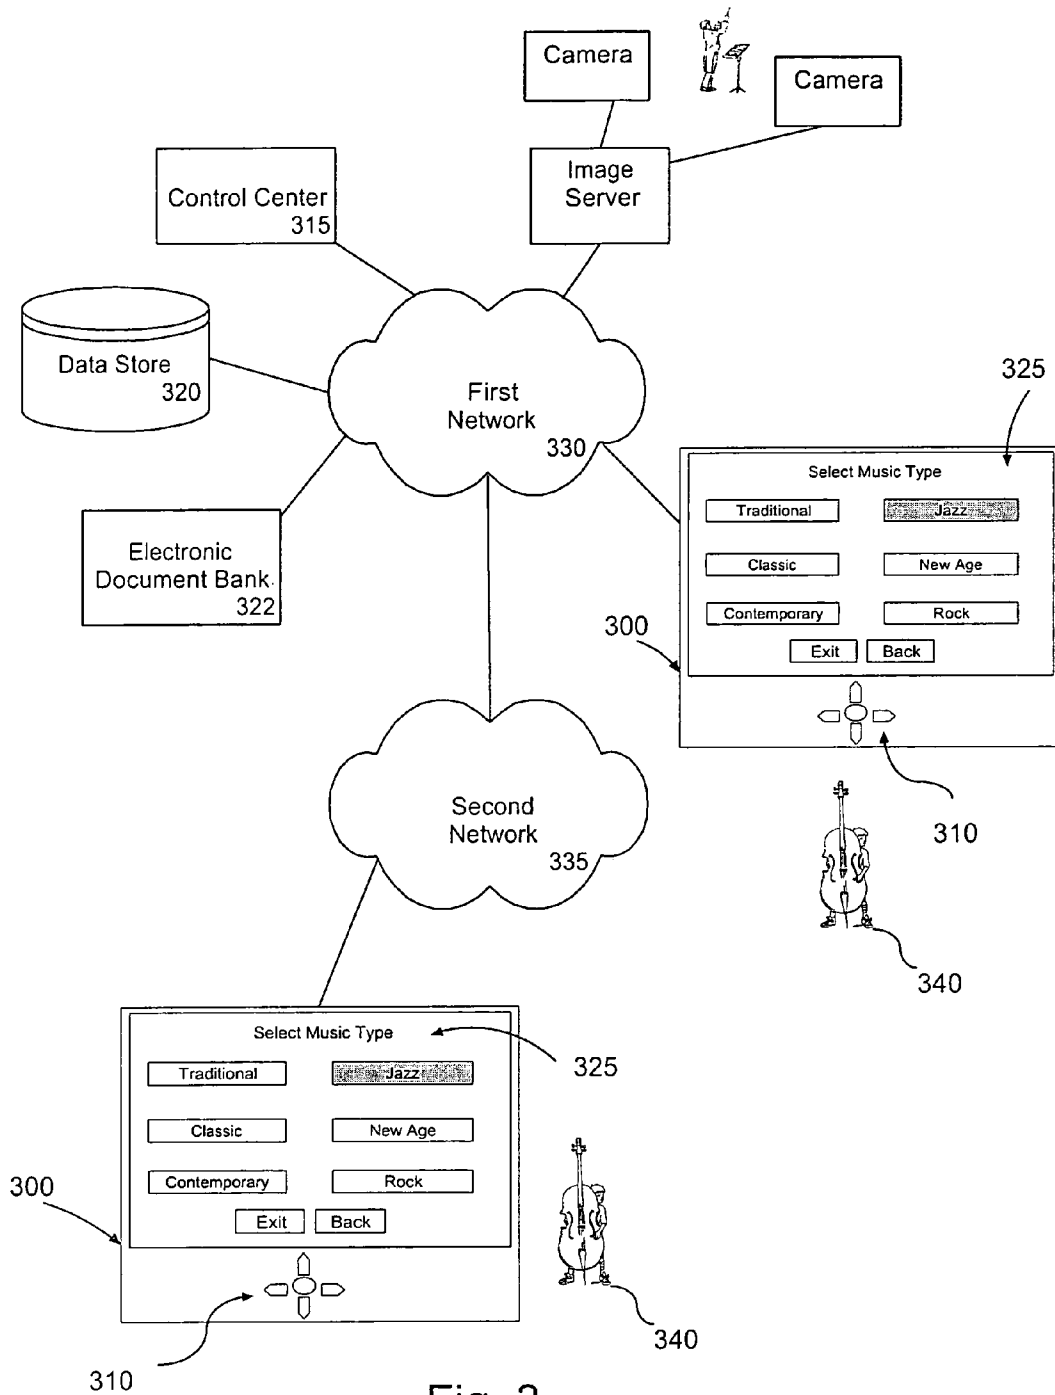 Camera
Camera
Image
Server
Control Center
315
Data Store
320
First
Network
330
325
Select Music Type
Traditional
Jazz
Classic
New Age
Contemporary
Rock
Exit
Back
300
310
340
Electronic
Document Bank
322
Second
Network
335
Select Music Type
325
Traditional
Jazz
Classic
New Age
Contemporary
Rock
Exit
Back
300
310
340